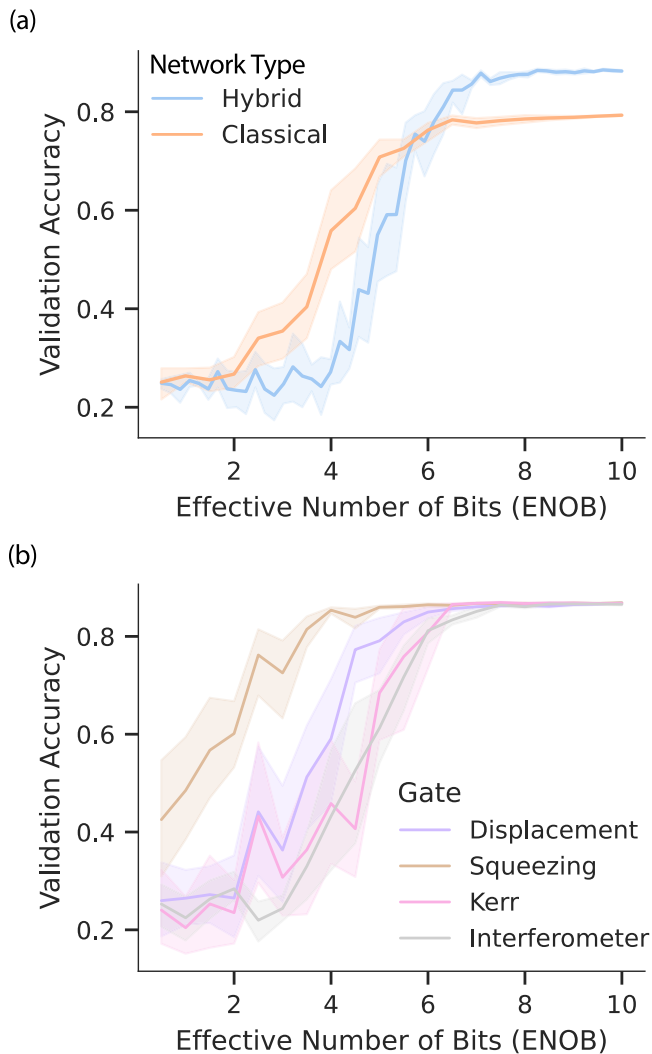 (a)
Network Type
Hybrid
Classical
0.8
0.6
0.4
0.2
Validation Accuracy
2 4 6 8 10
Effective Number of Bits (ENOB)
(b)
0.8
0.6
0.4
0.2
Validation Accuracy
Gate
Displacement
Squeezing
Kerr
Interferometer
2 4 6 8 10
Effective Number of Bits (ENOB)